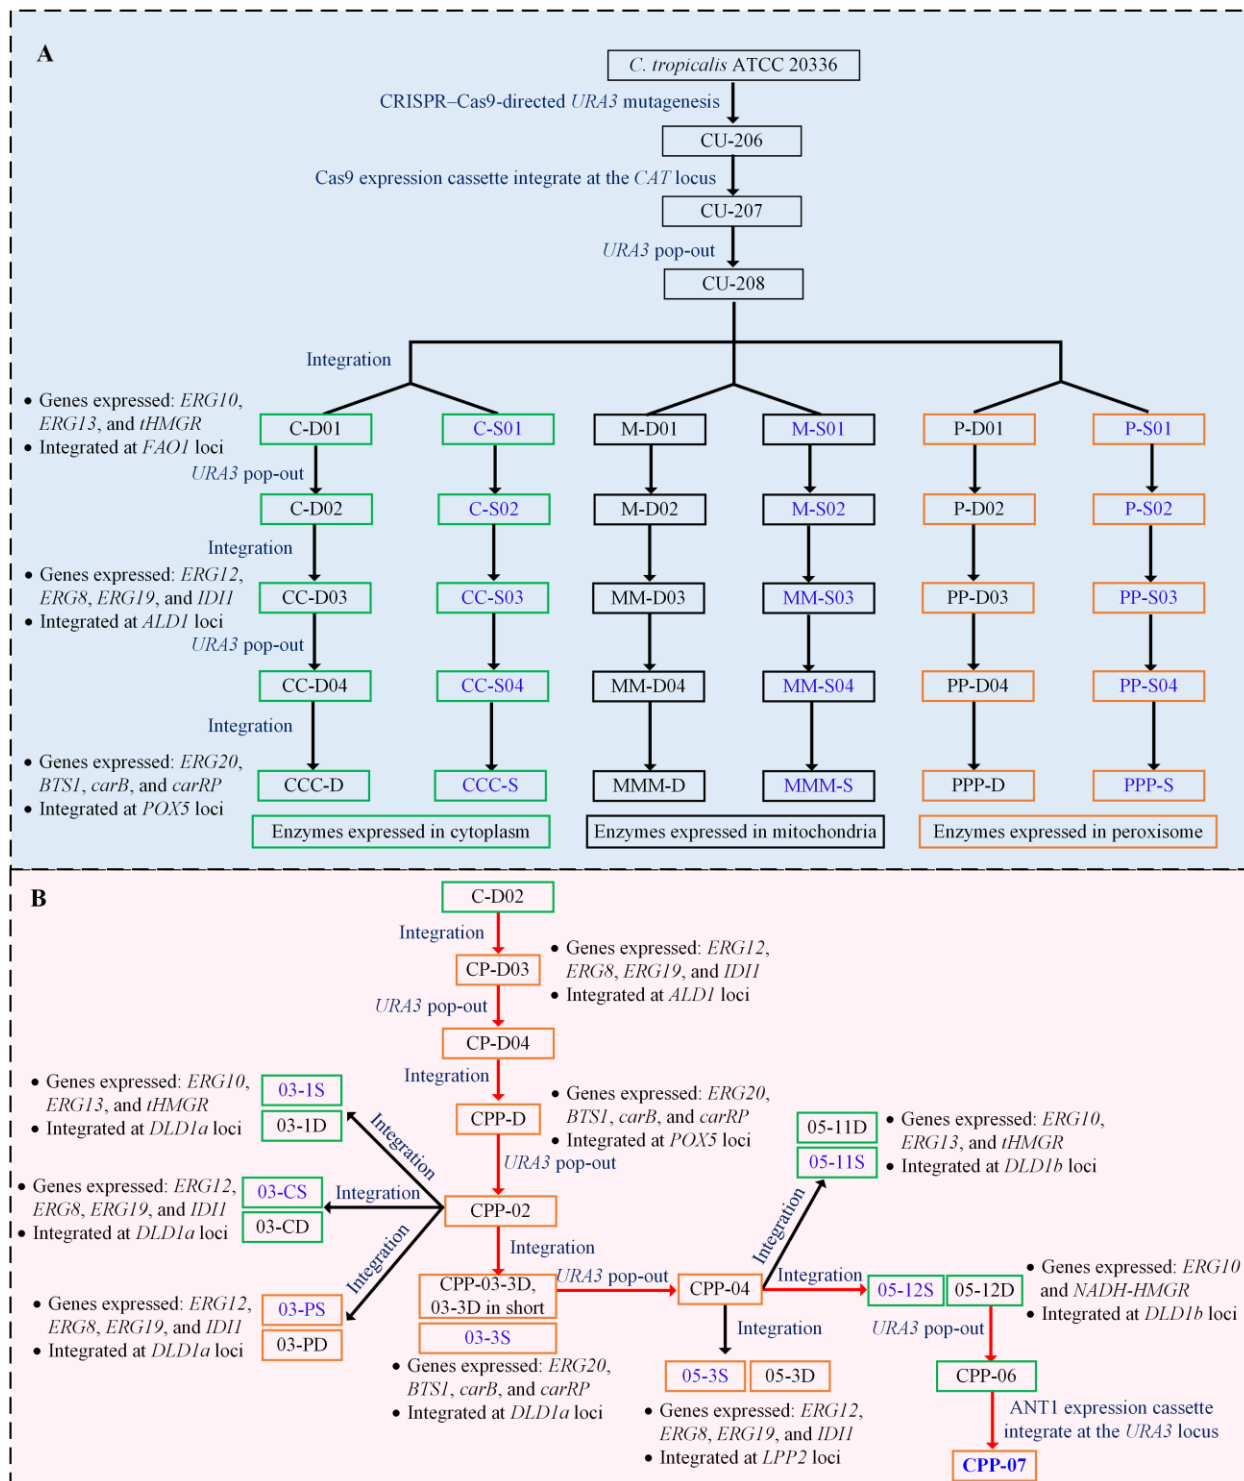 A
C. tropicalis ATCC 20336
CRISPR–Cas9-directed URA3 mutagenesis
CU-206
Cas9 expression cassette integrate at the CAT locus
CU-207
URA3 pop-out
CU-208
Integration
• Genes expressed: ERG10,
ERG13, and tHMGR
• Integrated at FAO1 loci
C-D01
C-S01
M-D01
M-S01
P-D01
P-S01
URA3 pop-out
C-D02
C-S02
M-D02
M-S02
P-D02
P-S02
Integration
• Genes expressed: ERG12,
ERG8, ERG19, and IDI1
• Integrated at ALD1 loci
CC-D03
CC-S03
MM-D03
MM-S03
PP-D03
PP-S03
URA3 pop-out
CC-D04
CC-S04
MM-D04
MM-S04
PP-D04
PP-S04
Integration
• Genes expressed: ERG20,
BTS1, carB, and carRP
• Integrated at POX5 loci
CCC-D
CCC-S
MMM-D
MMM-S
PPP-D
PPP-S
Enzymes expressed in cytoplasm
Enzymes expressed in mitochondria
Enzymes expressed in peroxisome
B
C-D02
Integration
CP-D03
• Genes expressed: ERG12,
ERG8, ERG19, and IDI1
• Integrated at ALD1 loci
URA3 pop-out
CP-D04
Integration
CPP-D
• Genes expressed: ERG20,
BTS1, carB, and carRP
• Integrated at POX5 loci
URA3 pop-out
CPP-02
• Genes expressed: ERG10,
ERG13, and tHMGR
• Integrated at DLD1a loci
03-1S
03-1D
Integration
• Genes expressed: ERG12,
ERG8, ERG19, and IDI1
• Integrated at DLD1a loci
03-CS
03-CD
Integration
• Genes expressed: ERG12,
ERG8, ERG19, and IDI1
• Integrated at DLD1a loci
03-PS
03-PD
Integration
Integration
CPP-03-3D,
03-3D in short
03-3S
• Genes expressed: ERG20,
BTS1, carB, and carRP
• Integrated at DLD1a loci
URA3 pop-out
CPP-04
Integration
05-11D
05-11S
• Genes expressed: ERG10,
ERG13, and tHMGR
• Integrated at DLD1b loci
Integration
05-3S
05-3D
• Genes expressed: ERG12,
ERG8, ERG19, and IDI1
• Integrated at LPP2 loci
Integration
05-12S
05-12D
• Genes expressed: ERG10
and NADH-HMGR
• Integrated at DLD1b loci
URA3 pop-out
CPP-06
ANT1 expression cassette
integrate at the URA3 locus
CPP-07